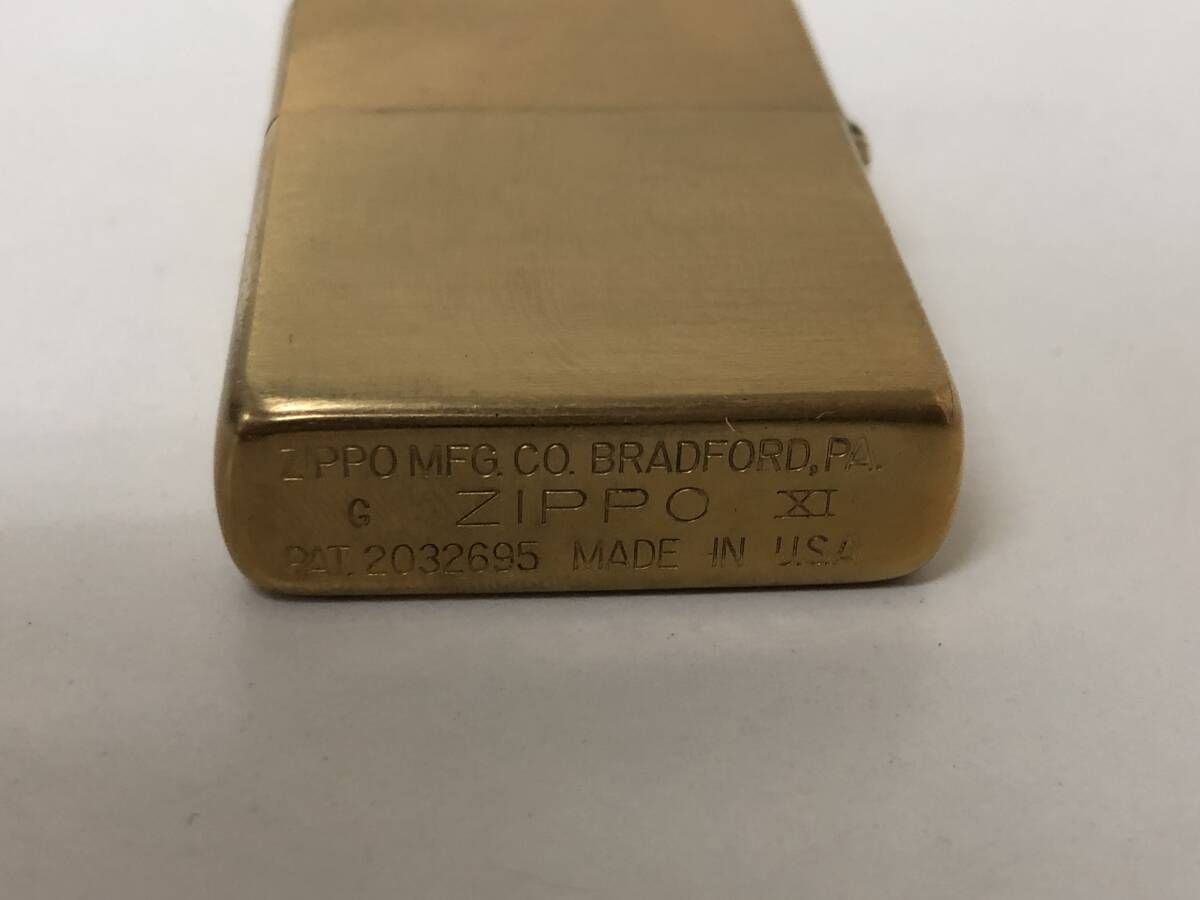 ZIPPO MFG. CO. BRADFORD, PA.
G ZIPPO XI
PAT. 2032695 MADE IN U.S.A